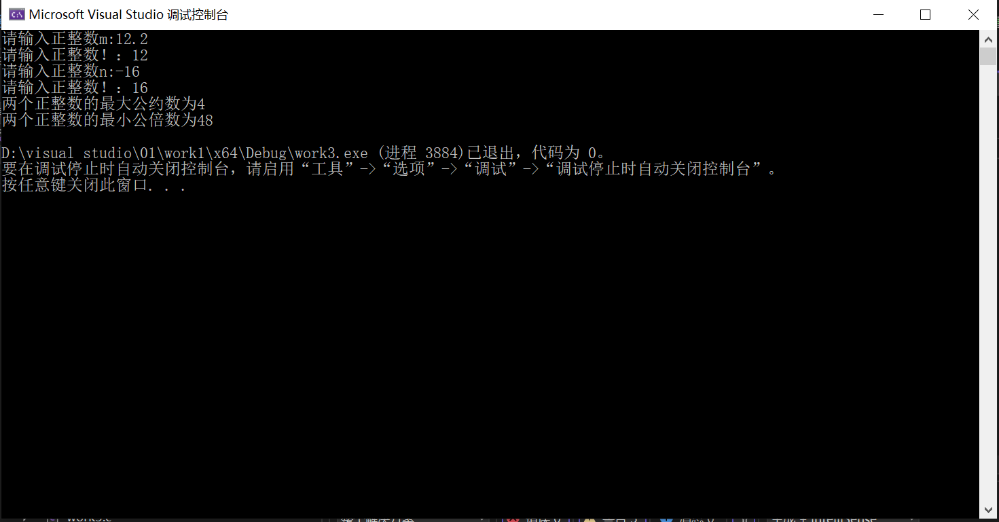 Microsoft Visual Studio 调试控制台
请输入正整数m:12.2
请输入正整数！：12
请输入正整数n:-16
请输入正整数！：16
两个正整数的最大公约数为4
两个正整数的最小公倍数为48
D:\visual studio\01\work1\x64\Debug\work3.exe (进程 3884)已退出，代码为 0。
要在调试停止时自动关闭控制台，请启用“工具”->“选项”->“调试”->“调试停止时自动关闭控制台”。
按任意键关闭此窗口. . .